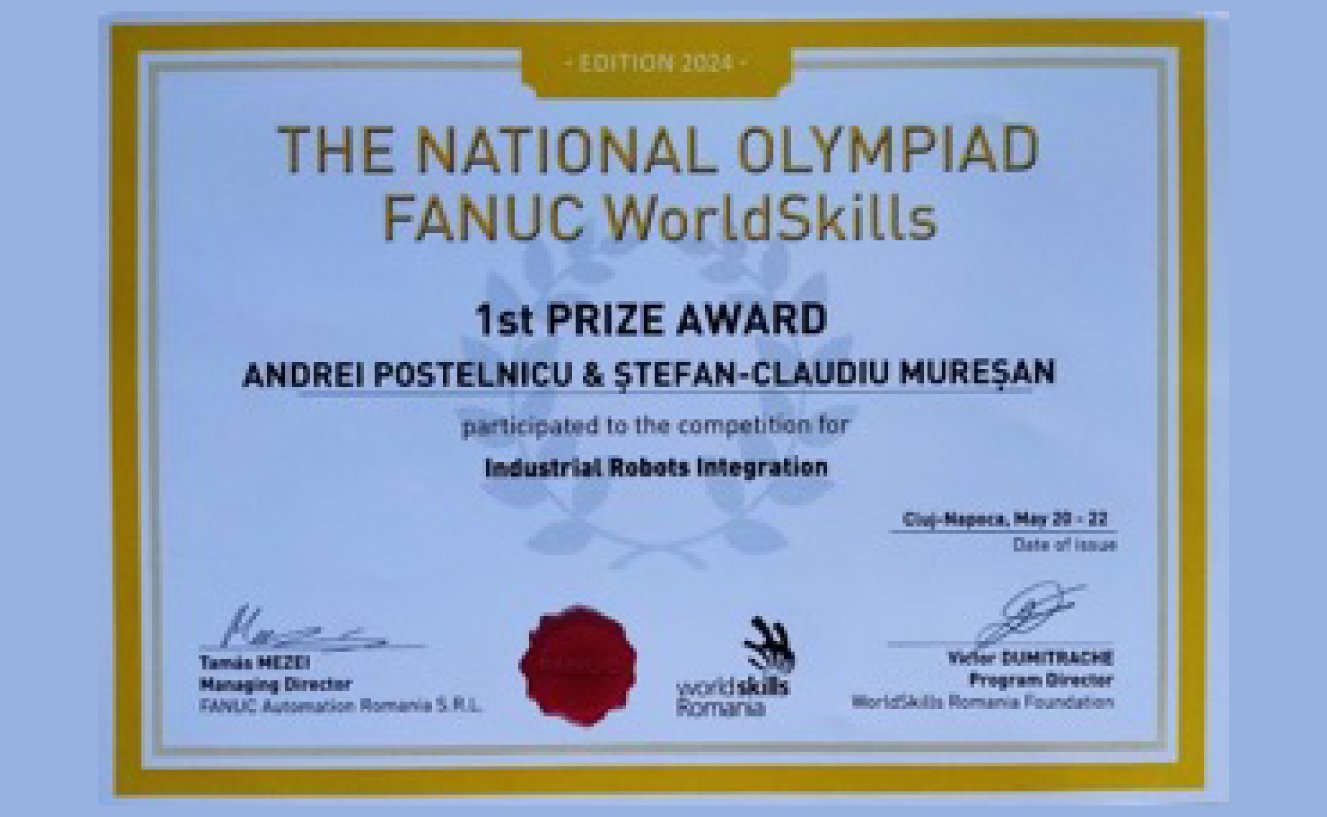 - EDITION 2024 -
THE NATIONAL OLYMPIAD
FANUC WorldSkills
1st PRIZE AWARD
ANDREI POSTELNICU & ȘTEFAN-CLAUDIU MUREȘAN
participated to the competition for
Industrial Robots Integration
Cluj-Napoca, May 20 - 22
Date of issue
Tamás MEZEI
Managing Director
FANUC Automation Romania S.R.L.
worldskills
Romania
Victor DUMITRACHE
Program Director
WorldSkills Romania Foundation